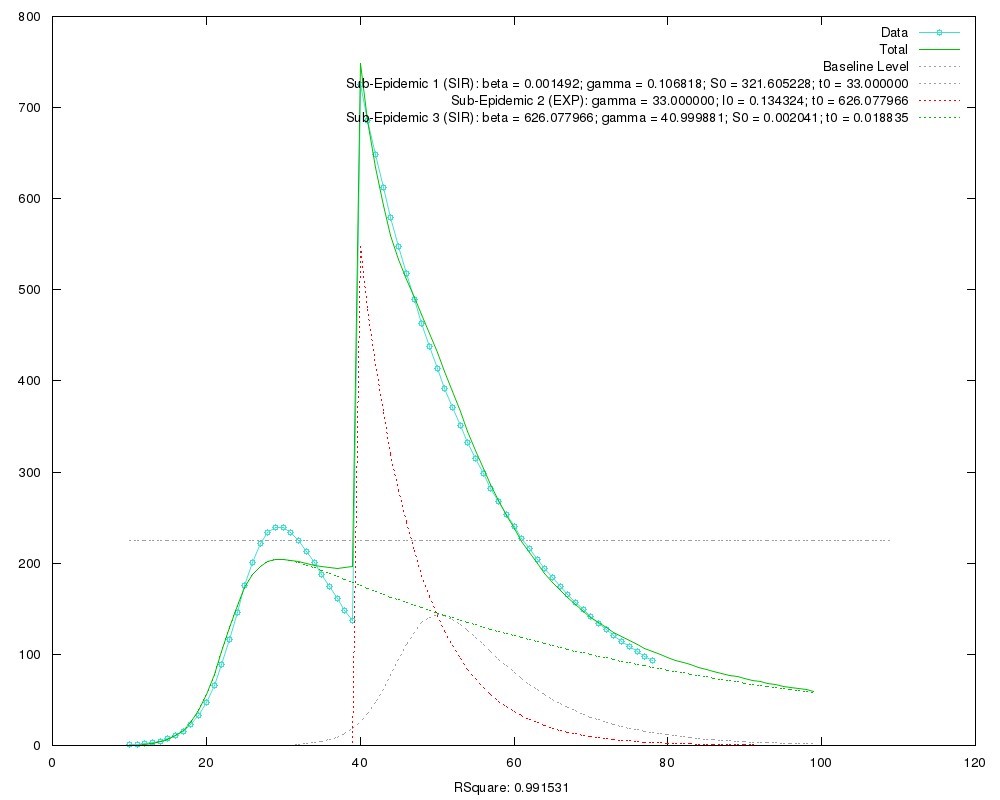 800
700
600
500
400
300
200
100
0
0 20 40 60 80 100 120
Data
Total
Baseline Level
Sub-Epidemic 1 (SIR): beta = 0.001492; gamma = 0.106818; S0 = 321.605228; t0 = 33.000000
Sub-Epidemic 2 (EXP): gamma = 33.000000; I0 = 0.134324; t0 = 626.077966
Sub-Epidemic 3 (SIR): beta = 626.077966; gamma = 40.999881; S0 = 0.002041; t0 = 0.018835
RSquare: 0.991531